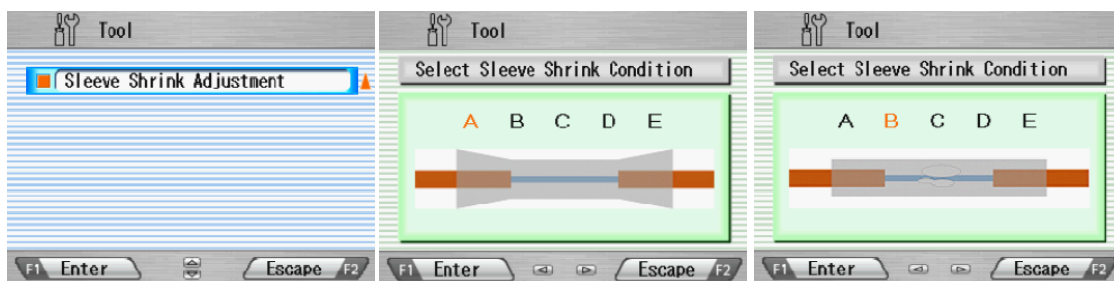 Tool
Sleeve Shrink Adjustment
F1 Enter Escape F2
Tool
Select Sleeve Shrink Condition
A B C D E
F1 Enter Escape F2
Tool
Select Sleeve Shrink Condition
A B C D E
F1 Enter Escape F2